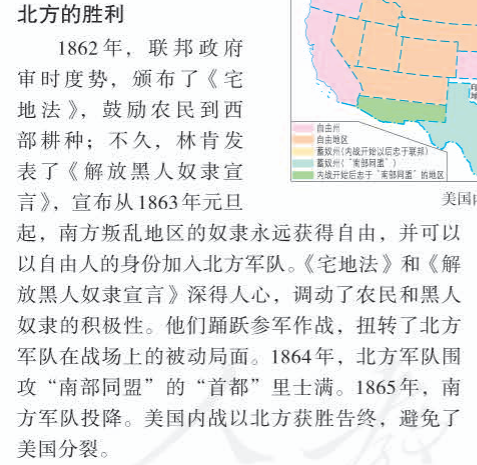 北方的胜利
1862年，联邦政府
审时度势，颁布了《宅
地法》，鼓励农民到西
部耕种；不久，林肯发
表了《解放黑人奴隶宣
言》，宣布从1863年元旦
起，南方叛乱地区的奴隶永远获得自由，并可以
以自由人的身份加入北方军队。《宅地法》和《解
放黑人奴隶宣言》深得人心，调动了农民和黑人
奴隶的积极性。他们踊跃参军作战，扭转了北方
军队在战场上的被动局面。1864年，北方军队围
攻“南部同盟”的“首都”里士满。1865年，南
方军队投降。美国内战以北方获胜告终，避免了
美国分裂。
自由州
自由地区
蓄奴州(内战开始以后忠于联邦)
蓄奴州(“南部同盟”)
内战开始后忠于“南部同盟”的地区
美国